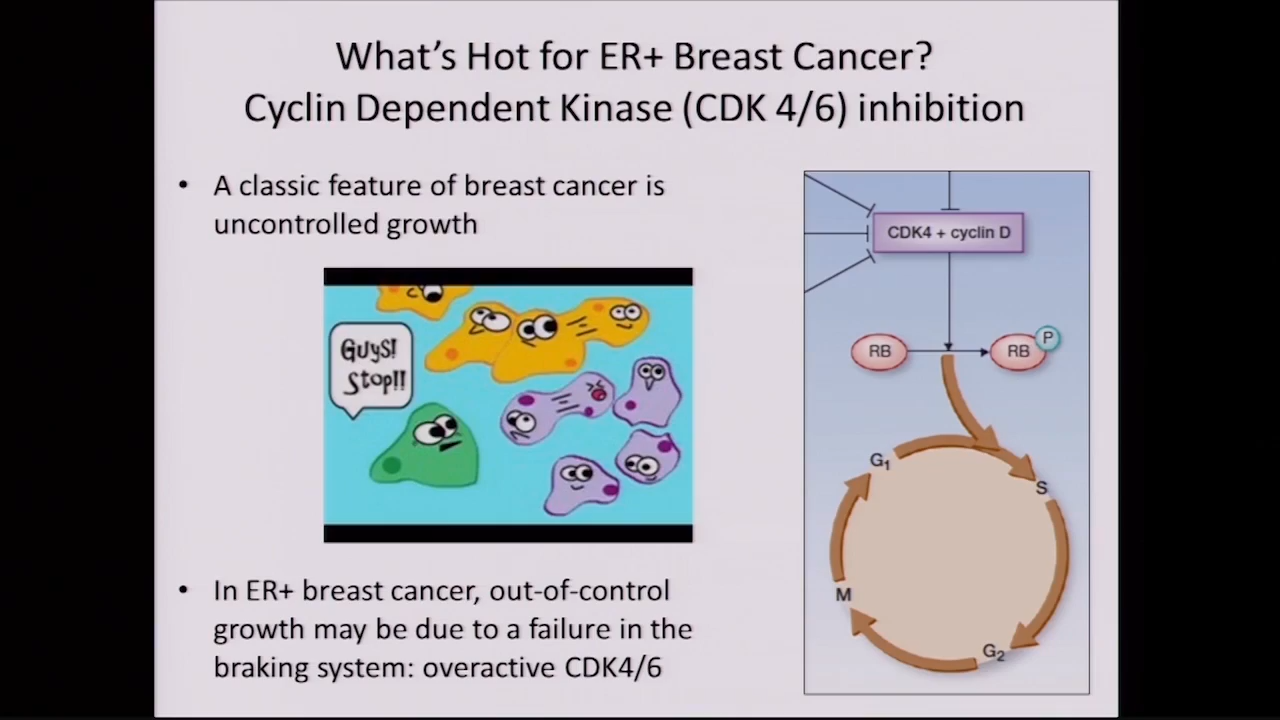 What's Hot for ER+ Breast Cancer?
Cyclin Dependent Kinase (CDK 4/6) inhibition
• A classic feature of breast cancer is
uncontrolled growth
GUYS!
STOP!!
• In ER+ breast cancer, out-of-control
growth may be due to a failure in the
braking system: overactive CDK4/6
CDK4 + cyclin D
RB
RB
P
G₁
S
M
G₂